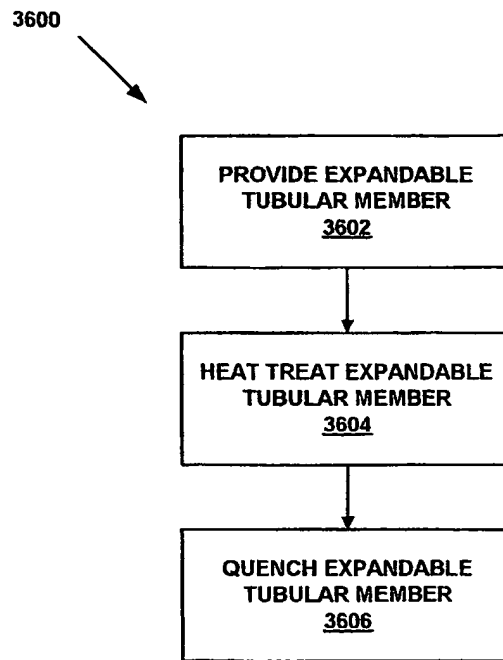 3600
PROVIDE EXPANDABLE
TUBULAR MEMBER
3602
HEAT TREAT EXPANDABLE
TUBULAR MEMBER
3604
QUENCH EXPANDABLE
TUBULAR MEMBER
3606